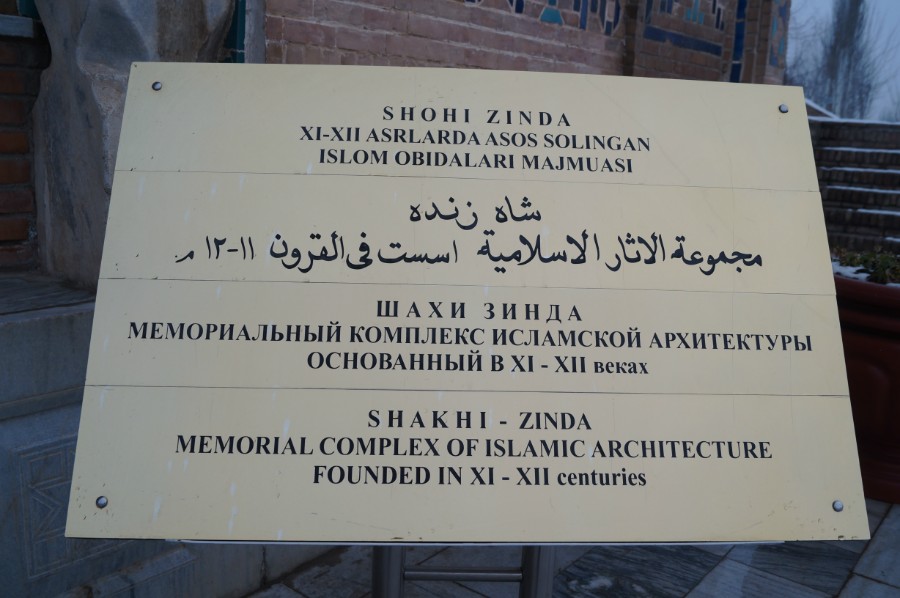 SHOHI ZINDA
XI-XII ASRLARDA ASOS SOLINGAN
ISLOM OBIDALARI MAJMUASI
شاه زنده
مجموعة الاثار الاسلامية اسست في القرون ١١-١٢ م.
ШАХИ ЗИНДА
МЕМОРИАЛЬНЫЙ КОМПЛЕКС ИСЛАМСКОЙ АРХИТЕКТУРЫ
ОСНОВАННЫЙ В XI - XII веках
SHAKHI - ZINDA
MEMORIAL COMPLEX OF ISLAMIC ARCHITECTURE
FOUNDED IN XI - XII centuries